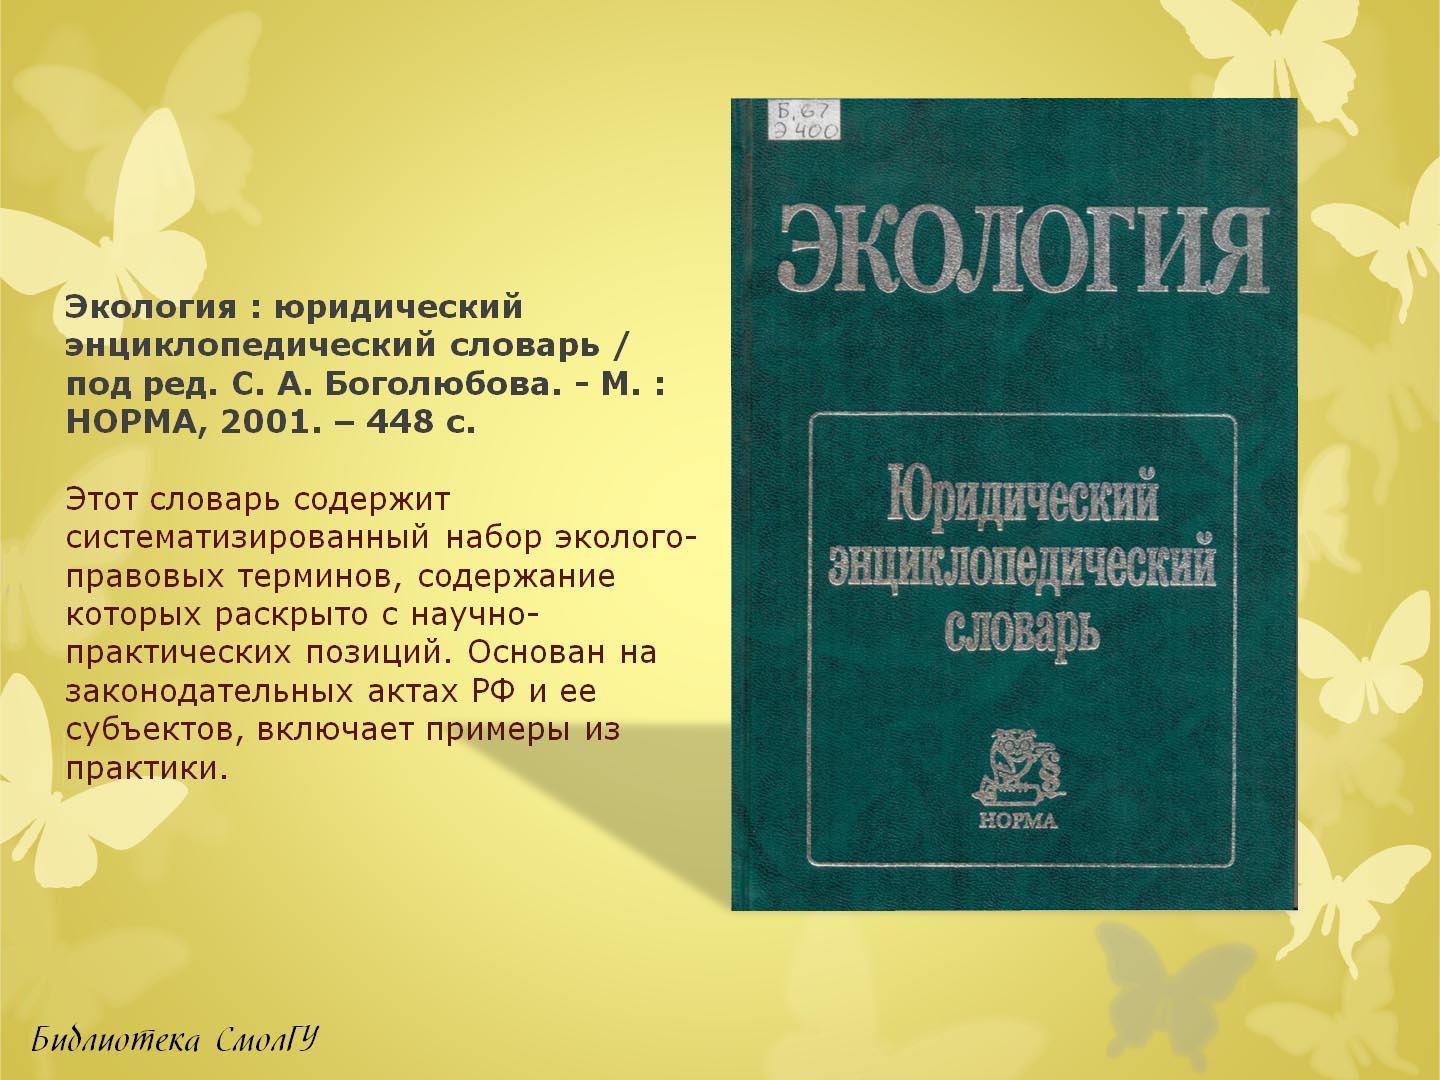 Экология : юридический
энциклопедический словарь /
под ред. С. А. Боголюбова. - М. :
НОРМА, 2001. – 448 с.
Этот словарь содержит
систематизированный набор эколого-
правовых терминов, содержание
которых раскрыто с научно-
практических позиций. Основан на
законодательных актах РФ и ее
субъектов, включает примеры из
практики.
Б.67
Э400
ЭКОЛОГИЯ
Юридический
энциклопедический
словарь
НОРМА
Библиотека СмолГУ